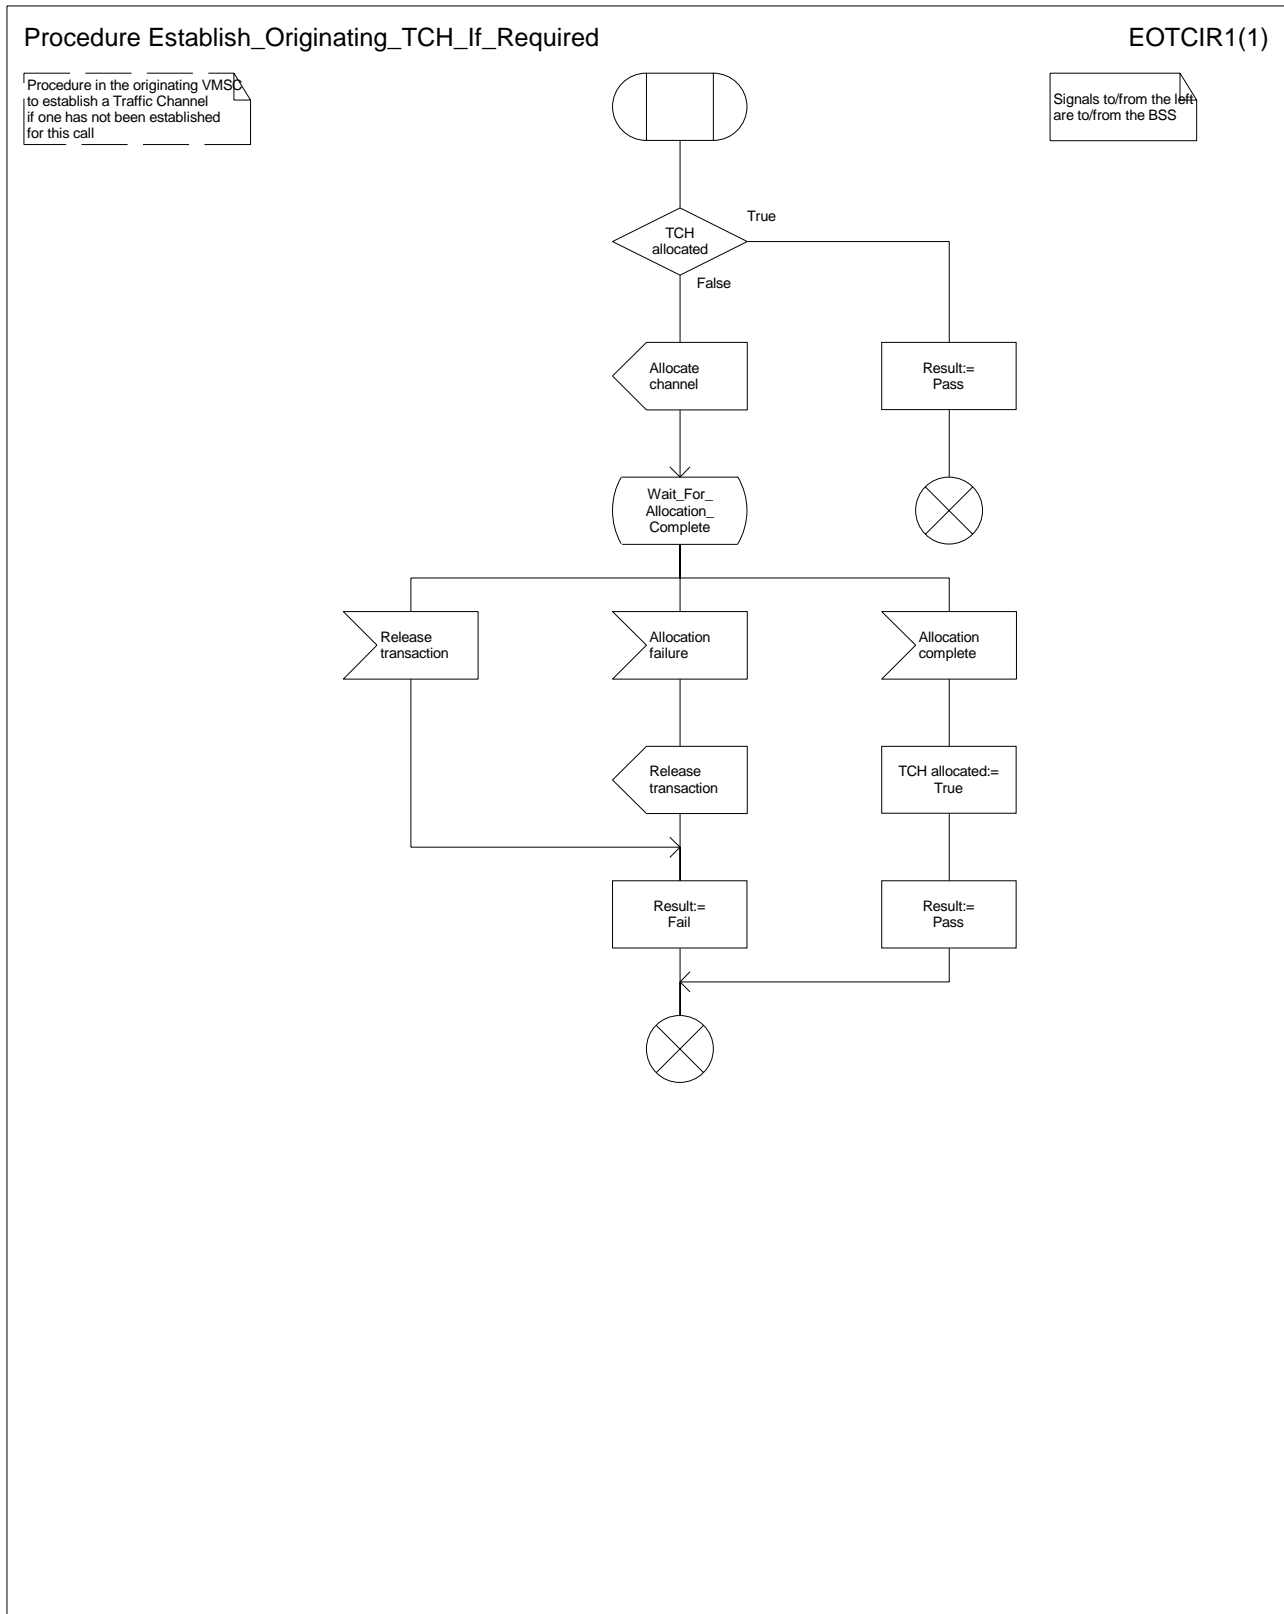 Procedure Establish_Originating_TCH_If_Required
EOTCIR1(1)
Procedure in the originating VMSC
to establish a Traffic Channel
if one has not been established
for this call
Signals to/from the left
are to/from the BSS
True
TCH
allocated
False
Allocate
channel
Result:=
Pass
Wait_For_
Allocation_
Complete
Release
transaction
Allocation
failure
Allocation
complete
Release
transaction
TCH allocated:=
True
Result:=
Fail
Result:=
Pass